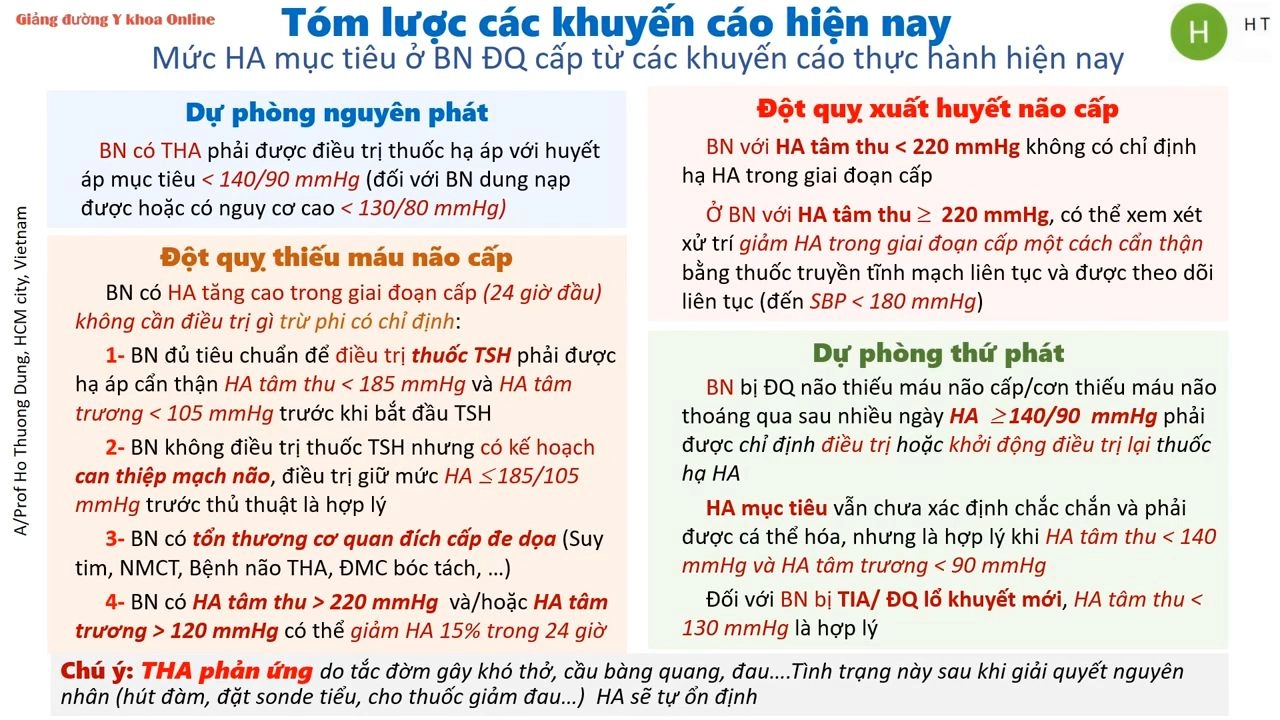 Giảng đường Y khoa Online
Tóm lược các khuyến cáo hiện nay
Mức HA mục tiêu ở BN ĐQ cấp từ các khuyến cáo thực hành hiện nay
H
H T
A/Prof Ho Thuong Dung, HCM city, Vietnam
Dự phòng nguyên phát
BN có THA phải được điều trị thuốc hạ áp với huyết
áp mục tiêu < 140/90 mmHg (đối với BN dung nạp
được hoặc có nguy cơ cao < 130/80 mmHg)
Đột quỵ thiếu máu não cấp
BN có HA tăng cao trong giai đoạn cấp (24 giờ đầu)
không cần điều trị gì trừ phi có chỉ định:
1- BN đủ tiêu chuẩn để điều trị thuốc TSH phải được
hạ áp cẩn thận HA tâm thu < 185 mmHg và HA tâm
trương < 105 mmHg trước khi bắt đầu TSH
2- BN không điều trị thuốc TSH nhưng có kế hoạch
can thiệp mạch não, điều trị giữ mức HA ≤ 185/105
mmHg trước thủ thuật là hợp lý
3- BN có tổn thương cơ quan đích cấp đe dọa (Suy
tim, NMCT, Bệnh não THA, ĐMC bóc tách, ...)
4- BN có HA tâm thu > 220 mmHg và/hoặc HA tâm
trương > 120 mmHg có thể giảm HA 15% trong 24 giờ
Đột quỵ xuất huyết não cấp
BN với HA tâm thu < 220 mmHg không có chỉ định
hạ HA trong giai đoạn cấp
Ở BN với HA tâm thu ≥ 220 mmHg, có thể xem xét
xử trí giảm HA trong giai đoạn cấp một cách cẩn thận
bằng thuốc truyền tĩnh mạch liên tục và được theo dõi
liên tục (đến SBP < 180 mmHg)
Dự phòng thứ phát
BN bị ĐQ não thiếu máu não cấp/cơn thiếu máu não
thoáng qua sau nhiều ngày HA ≥140/90 mmHg phải
được chỉ định điều trị hoặc khởi động điều trị lại thuốc
hạ HA
HA mục tiêu vẫn chưa xác định chắc chắn và phải
được cá thể hóa, nhưng là hợp lý khi HA tâm thu < 140
mmHg và HA tâm trương < 90 mmHg
Đối với BN bị TIA/ ĐQ lổ khuyết mới, HA tâm thu <
130 mmHg là hợp lý
Chú ý: THA phản ứng do tắc đờm gây khó thở, cầu bàng quang, đau....Tình trạng này sau khi giải quyết nguyên
nhân (hút đàm, đặt sonde tiểu, cho thuốc giảm đau...) HA sẽ tự ổn định